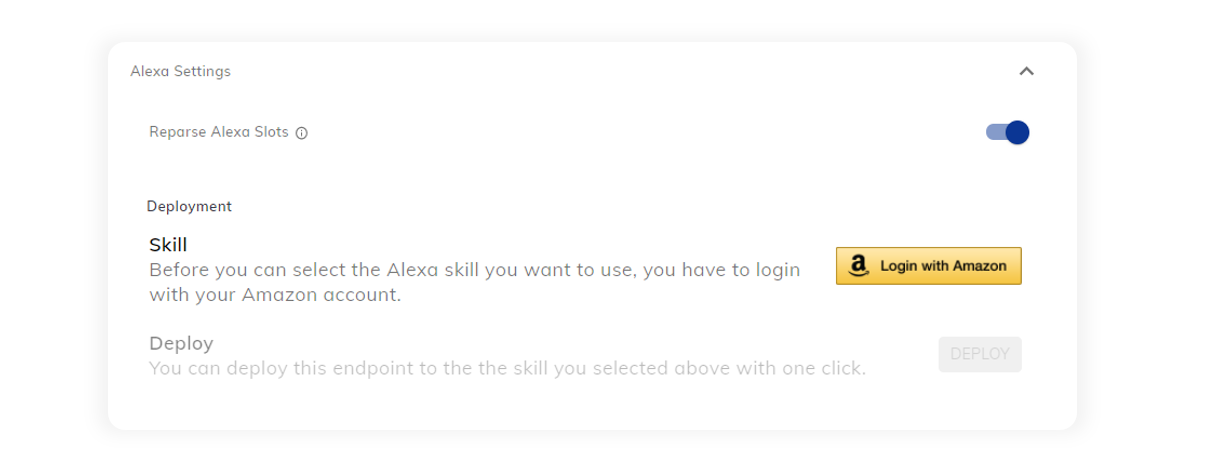 Alexa Settings
Reparse Alexa Slots
Deployment
Skill
Before you can select the Alexa skill you want to use, you have to login
with your Amazon account.
Login with Amazon
Deploy
You can deploy this endpoint to the the skill you selected above with one click.
DEPLOY